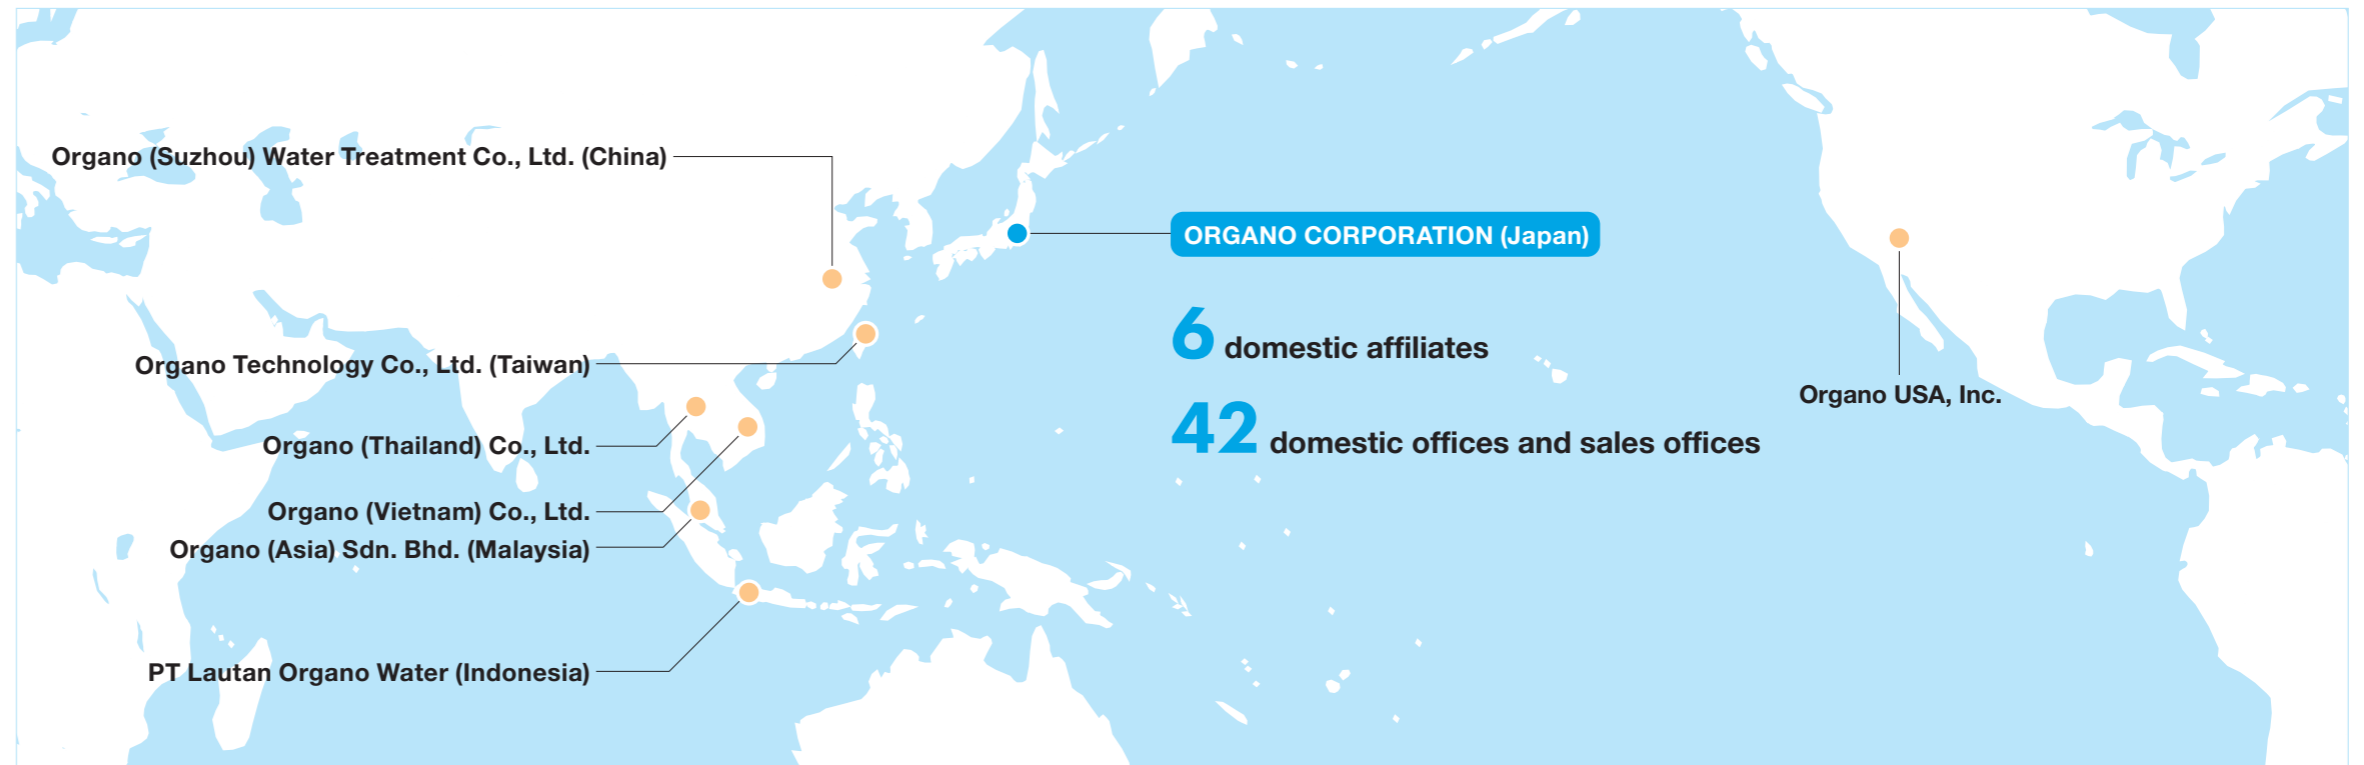 Organo (Suzhou) Water Treatment Co., Ltd. (China)
ORGANO CORPORATION (Japan)
6 domestic affiliates
42 domestic offices and sales offices
Organo Technology Co., Ltd. (Taiwan)
Organo (Thailand) Co., Ltd.
Organo (Vietnam) Co., Ltd.
Organo (Asia) Sdn. Bhd. (Malaysia)
PT Lautan Organo Water (Indonesia)
Organo USA, Inc.